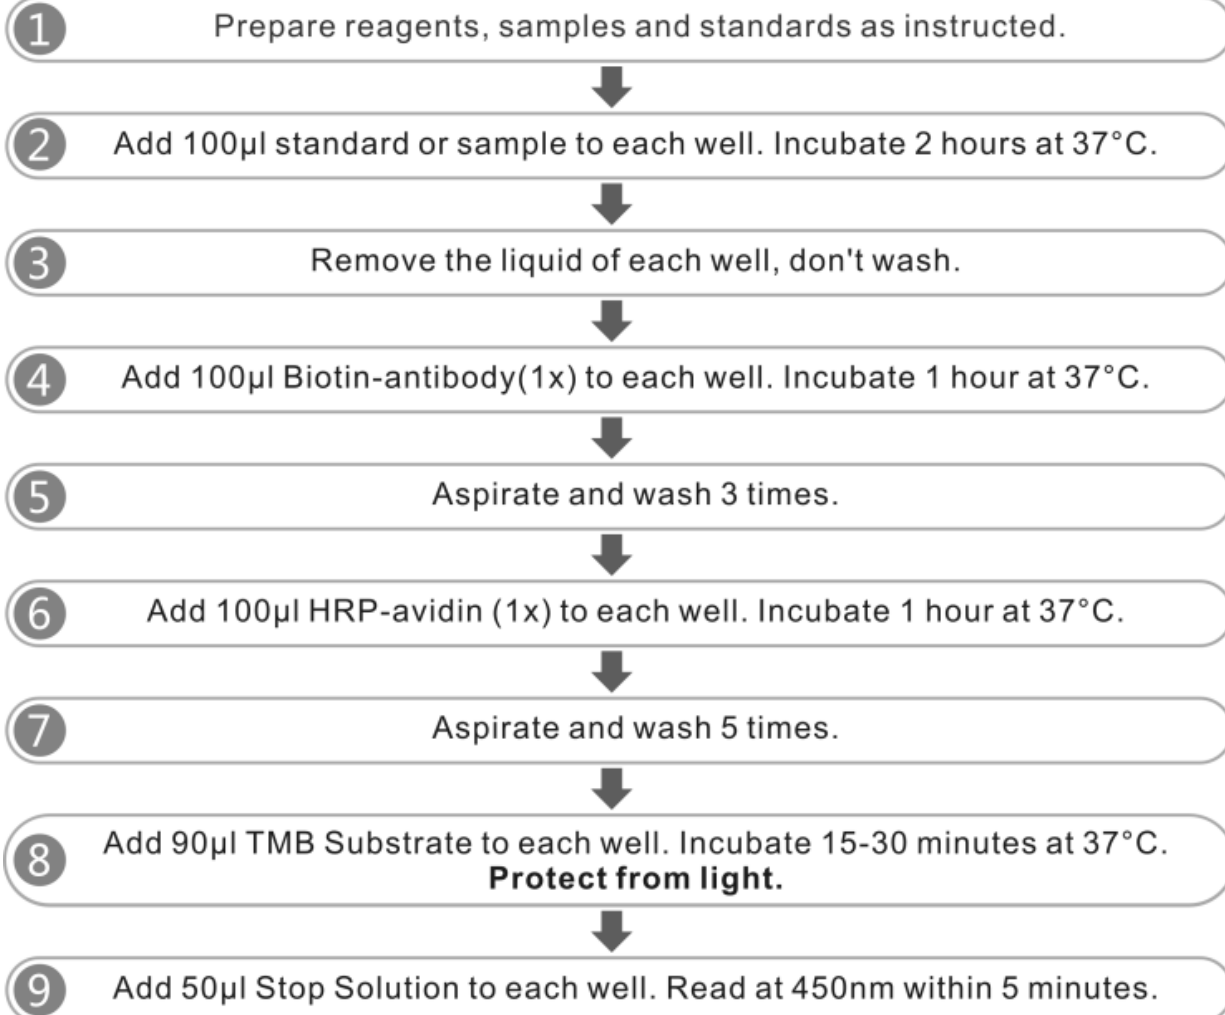 1 Prepare reagents, samples and standards as instructed.
2 Add 100µl standard or sample to each well. Incubate 2 hours at 37°C.
3 Remove the liquid of each well, don't wash.
4 Add 100µl Biotin-antibody(1x) to each well. Incubate 1 hour at 37°C.
5 Aspirate and wash 3 times.
6 Add 100µl HRP-avidin (1x) to each well. Incubate 1 hour at 37°C.
7 Aspirate and wash 5 times.
8 Add 90µl TMB Substrate to each well. Incubate 15-30 minutes at 37°C.
Protect from light.
9 Add 50µl Stop Solution to each well. Read at 450nm within 5 minutes.